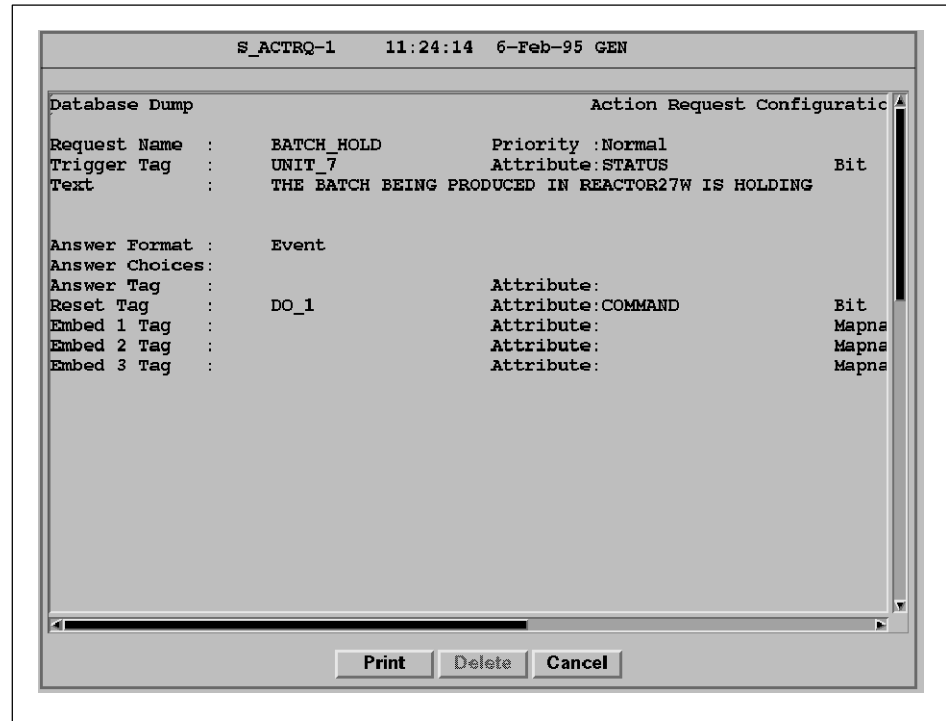 S_ACTRQ-1 11:24:14 6-Feb-95 GEN
Database Dump Action Request Configuratic
Request Name : BATCH_HOLD Priority :Normal
Trigger Tag : UNIT_7 Attribute:STATUS Bit
Text : THE BATCH BEING PRODUCED IN REACTOR27W IS HOLDING
Answer Format : Event
Answer Choices:
Answer Tag : Attribute:
Reset Tag : DO_1 Attribute:COMMAND Bit
Embed 1 Tag : Attribute: Mapna
Embed 2 Tag : Attribute: Mapna
Embed 3 Tag : Attribute: Mapna
Print Delete Cancel